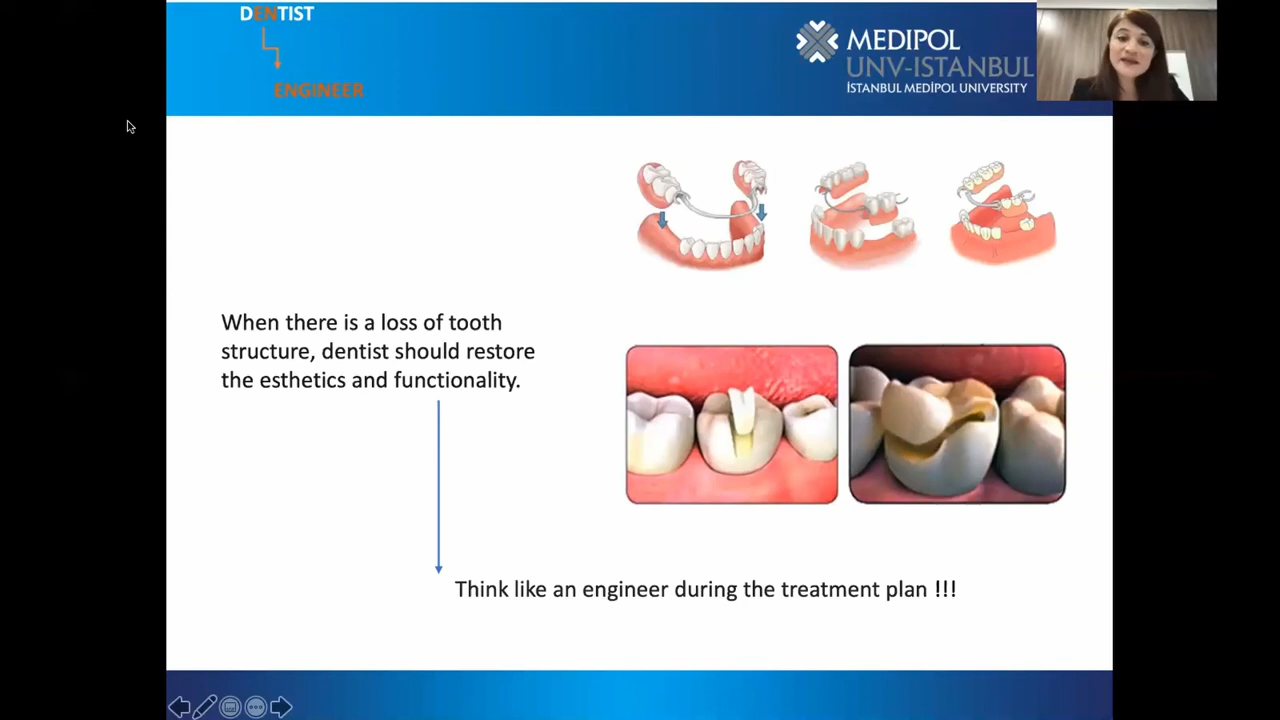 DENTIST
ENGINEER
MEDIPOL
UNV-ISTANBUL
İSTANBUL MEDİPOL UNIVERSITY
When there is a loss of tooth
structure, dentist should restore
the esthetics and functionality.
Think like an engineer during the treatment plan !!!